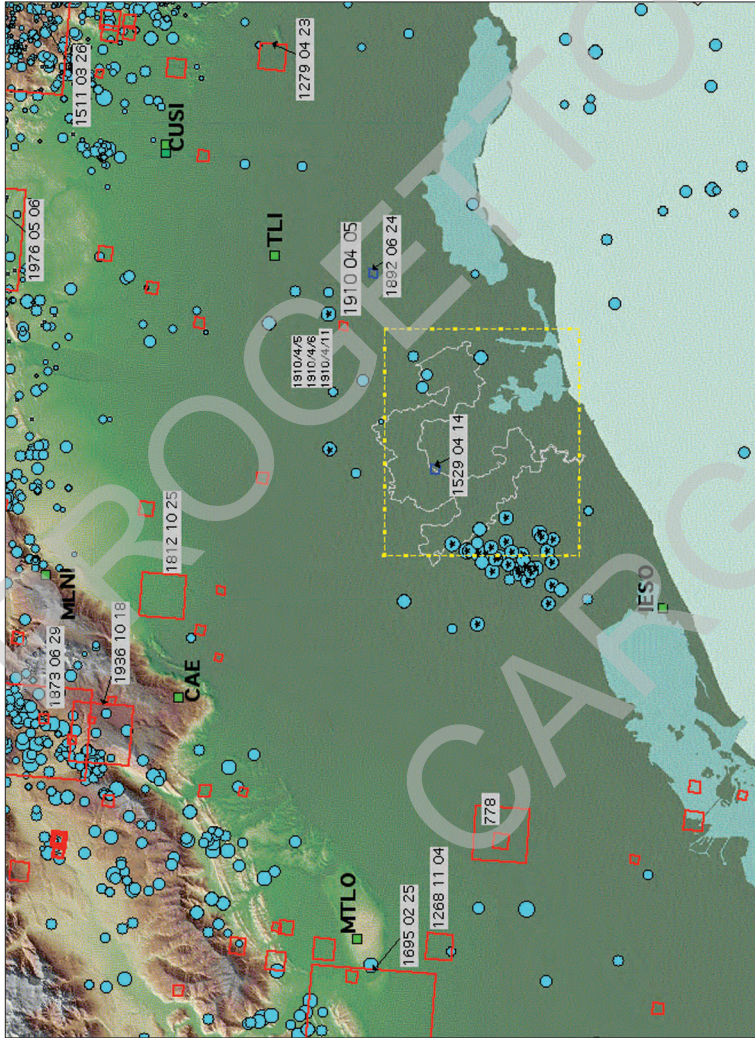 1511 03 26
1279 04 23
CUSI
1976 05 06
TLI
1910 04 05
1892 06 24
1910/4/5
1910/4/6
1910/4/11
1529 04 14
1812 10 25
MLNI
IESO
1873 06 29
1936 10 18
CAE
778
MTLO
1695 02 25
1268 11 04
PROGETTO
CARG